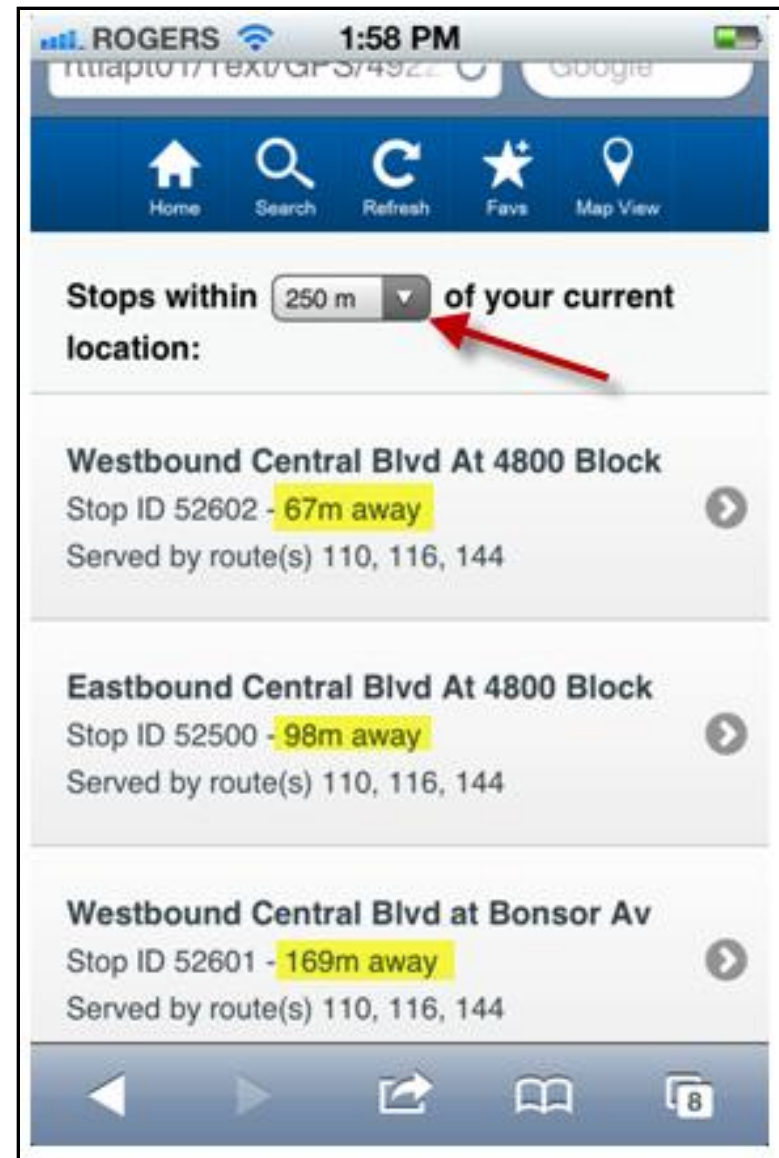 ROGERS 1:58 PM
Google
Home Search Refresh Favs Map View
Stops within 250 m of your current
location:
Westbound Central Blvd At 4800 Block
Stop ID 52602 - 67m away
Served by route(s) 110, 116, 144
Eastbound Central Blvd At 4800 Block
Stop ID 52500 - 98m away
Served by route(s) 110, 116, 144
Westbound Central Blvd at Bonsor Av
Stop ID 52601 - 169m away
Served by route(s) 110, 116, 144
8